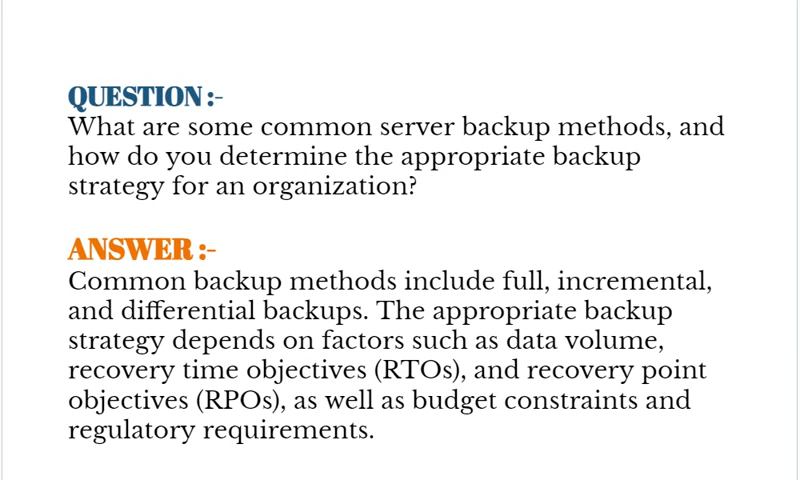 QUESTION :-
What are some common server backup methods, and
how do you determine the appropriate backup
strategy for an organization?
ANSWER :-
Common backup methods include full, incremental,
and differential backups. The appropriate backup
strategy depends on factors such as data volume,
recovery time objectives (RTOs), and recovery point
objectives (RPOs), as well as budget constraints and
regulatory requirements.